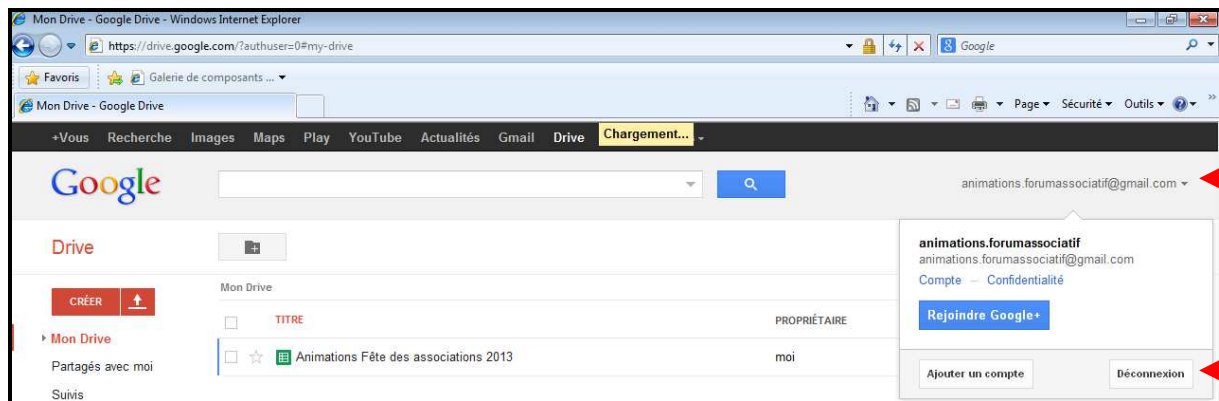 Mon Drive - Google Drive - Windows Internet Explorer
https://drive.google.com/?authuser=0#my-drive
Google
Favoris Galerie de composants ...
Mon Drive - Google Drive
Page Sécurité Outils
+Vous Recherche Images Maps Play YouTube Actualités Gmail Drive Chargement...
Google
animations.forumassociatif@gmail.com
Drive
animations.forumassociatif
animations.forumassociatif@gmail.com
Compte – Confidentialité
Rejoindre Google+
Ajouter un compte Déconnexion
CRÉER
Mon Drive
Partagés avec moi
Suivis
Mon Drive
TITRE PROPRIÉTAIRE
Animations Fête des associations 2013 moi